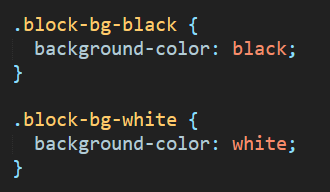 .block-bg-black {
  background-color: black;
}

.block-bg-white {
  background-color: white;
}